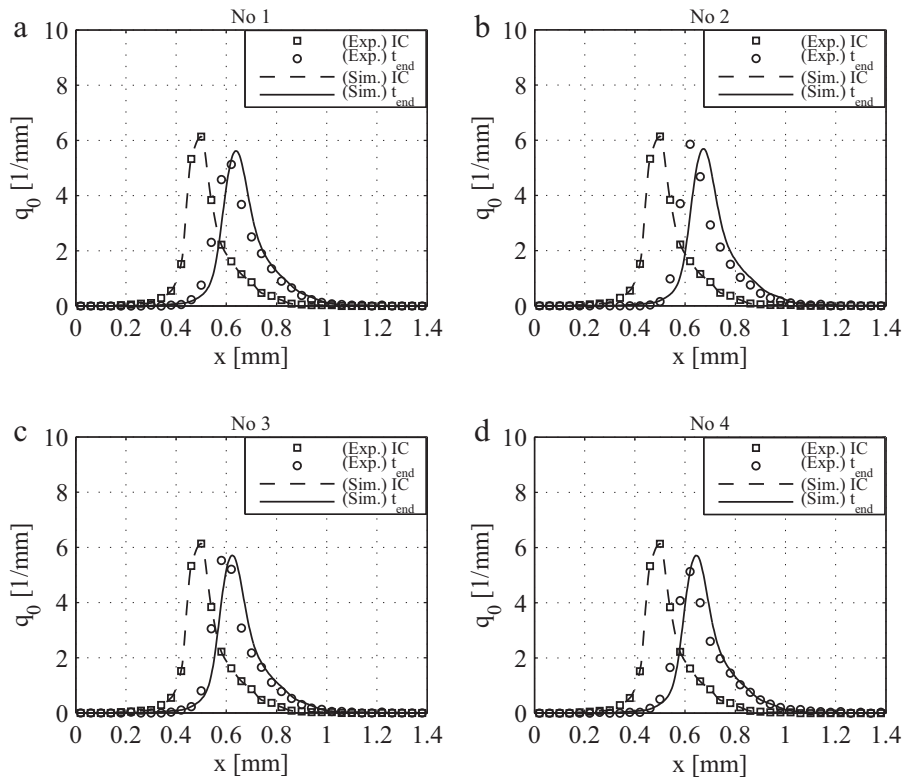 a
No 1
10
8
6
4
2
0
q0 [1/mm]
(Exp.) IC
(Exp.) tend
(Sim.) IC
(Sim.) tend
0 0.2 0.4 0.6 0.8 1 1.2 1.4
x [mm]
b
No 2
10
8
6
4
2
0
q0 [1/mm]
(Exp.) IC
(Exp.) tend
(Sim.) IC
(Sim.) tend
0 0.2 0.4 0.6 0.8 1 1.2 1.4
x [mm]
c
No 3
10
8
6
4
2
0
q0 [1/mm]
(Exp.) IC
(Exp.) tend
(Sim.) IC
(Sim.) tend
0 0.2 0.4 0.6 0.8 1 1.2 1.4
x [mm]
d
No 4
10
8
6
4
2
0
q0 [1/mm]
(Exp.) IC
(Exp.) tend
(Sim.) IC
(Sim.) tend
0 0.2 0.4 0.6 0.8 1 1.2 1.4
x [mm]